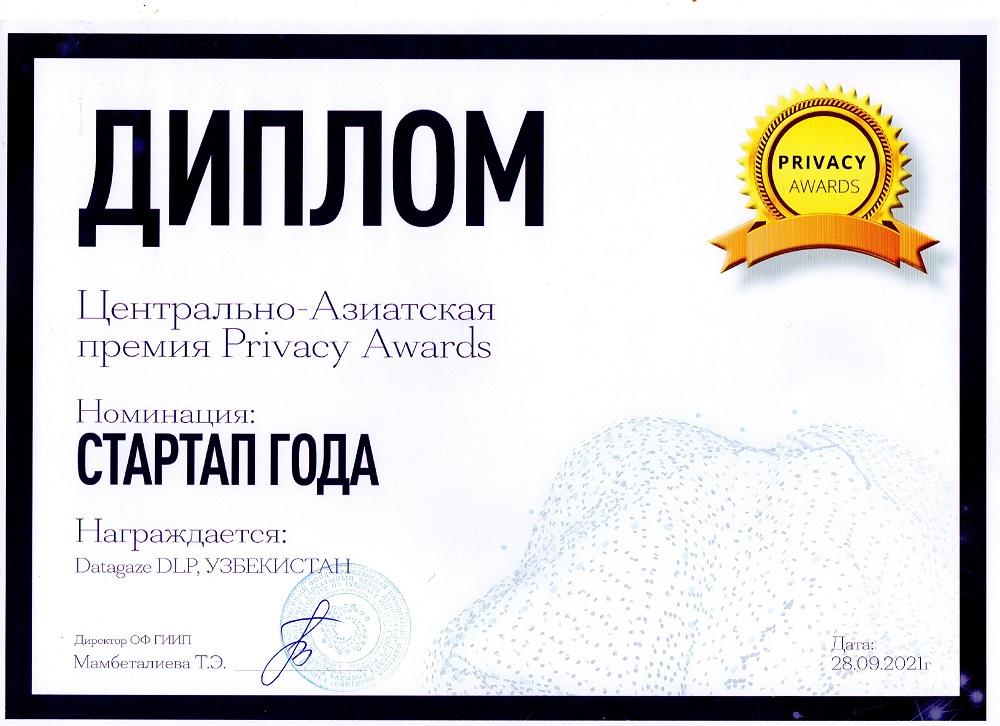 ДИПЛОМ
PRIVACY
AWARDS
Центрально-Азиатская
премия Privacy Awards
Номинация:
СТАРТАП ГОДА
Награждается:
Datagaze DLP, УЗБЕКИСТАН
Директор ОФ ГИИП
Мамбеталиева Т.Э.
Дата:
28.09.2021г